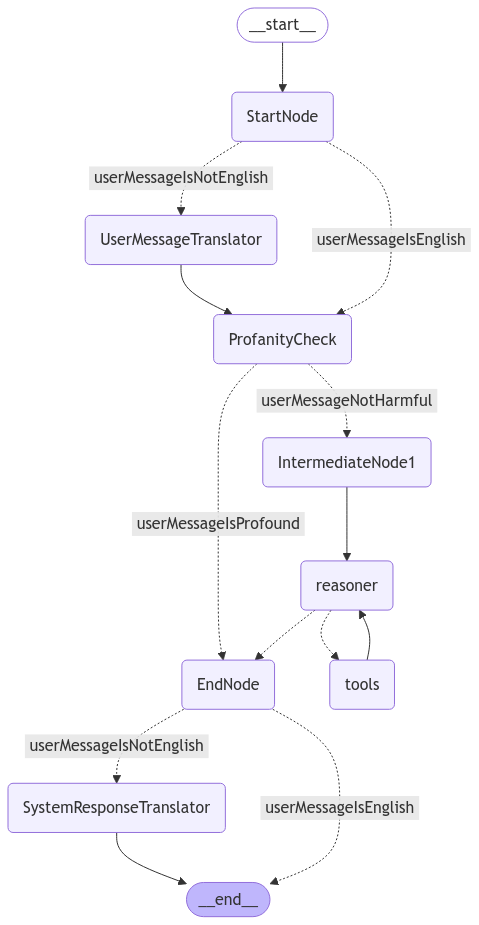 __start__
StartNode
userMessageIsNotEnglish
UserMessageTranslator
userMessageIsEnglish
ProfanityCheck
userMessageNotHarmful
IntermediateNode1
userMessageIsProfound
reasoner
EndNode
tools
userMessageIsNotEnglish
SystemResponseTranslator
userMessageIsEnglish
__end__